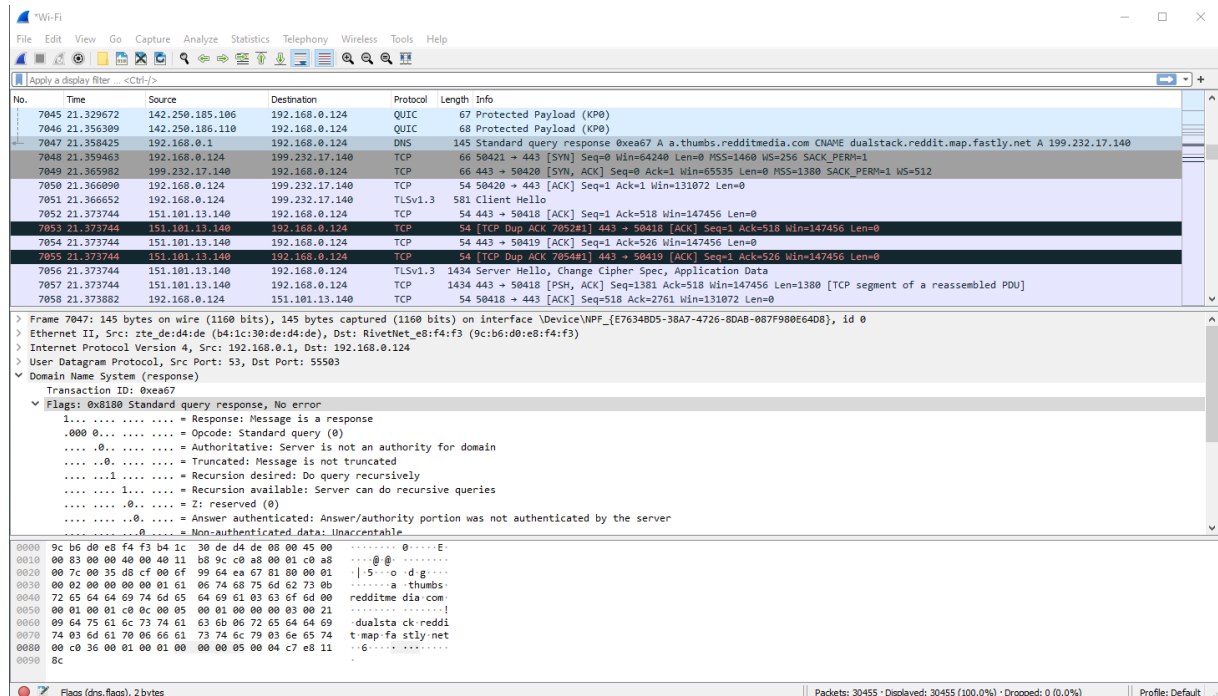 *Wi-Fi
File Edit View Go Capture Analyze Statistics Telephony Wireless Tools Help
Apply a display filter ... <Ctrl-/>
No. Time Source Destination Protocol Length Info
7045 21.329672 142.250.185.106 192.168.0.124 QUIC 67 Protected Payload (KP0)
7046 21.356309 142.250.186.110 192.168.0.124 QUIC 68 Protected Payload (KP0)
7047 21.358425 192.168.0.1 192.168.0.124 DNS 145 Standard query response 0xea67 A a.thumbs.redditmedia.com CNAME dualstack.reddit.map.fastly.net A 199.232.17.140
7048 21.359463 192.168.0.124 199.232.17.140 TCP 66 50421 → 443 [SYN] Seq=0 Win=64240 Len=0 MSS=1460 WS=256 SACK_PERM=1
7049 21.365982 199.232.17.140 192.168.0.124 TCP 66 443 → 50420 [SYN, ACK] Seq=0 Ack=1 Win=65535 Len=0 MSS=1380 SACK_PERM=1 WS=512
7050 21.366090 192.168.0.124 199.232.17.140 TCP 54 50420 → 443 [ACK] Seq=1 Ack=1 Win=131072 Len=0
7051 21.366652 192.168.0.124 199.232.17.140 TLSv1.3 581 Client Hello
7052 21.373744 151.101.13.140 192.168.0.124 TCP 54 443 → 50418 [ACK] Seq=1 Ack=518 Win=147456 Len=0
7053 21.373744 151.101.13.140 192.168.0.124 TCP 54 [TCP Dup ACK 7052#1] 443 → 50418 [ACK] Seq=1 Ack=518 Win=147456 Len=0
7054 21.373744 151.101.13.140 192.168.0.124 TCP 54 443 → 50419 [ACK] Seq=1 Ack=526 Win=147456 Len=0
7055 21.373744 151.101.13.140 192.168.0.124 TCP 54 [TCP Dup ACK 7054#1] 443 → 50419 [ACK] Seq=1 Ack=526 Win=147456 Len=0
7056 21.373744 151.101.13.140 192.168.0.124 TLSv1.3 1434 Server Hello, Change Cipher Spec, Application Data
7057 21.373744 151.101.13.140 192.168.0.124 TCP 1434 443 → 50418 [PSH, ACK] Seq=1381 Ack=518 Win=147456 Len=1380 [TCP segment of a reassembled PDU]
7058 21.373882 192.168.0.124 151.101.13.140 TCP 54 50418 → 443 [ACK] Seq=518 Ack=2761 Win=131072 Len=0
> Frame 7047: 145 bytes on wire (1160 bits), 145 bytes captured (1160 bits) on interface \Device\NPF_{E7634BD5-38A7-4726-8DAB-087F980E64D8}, id 0
> Ethernet II, Src: zte_de:d4:de (b4:1c:30:de:d4:de), Dst: RivetNet_e8:f4:f3 (9c:b6:d0:e8:f4:f3)
> Internet Protocol Version 4, Src: 192.168.0.1, Dst: 192.168.0.124
> User Datagram Protocol, Src Port: 53, Dst Port: 55503
Domain Name System (response)
Transaction ID: 0xea67
Flags: 0x8180 Standard query response, No error
1... .... .... .... = Response: Message is a response
.000 0... .... .... = Opcode: Standard query (0)
.... .0.. .... .... = Authoritative: Server is not an authority for domain
.... ..0. .... .... = Truncated: Message is not truncated
.... ...1 .... .... = Recursion desired: Do query recursively
.... .... 1... .... = Recursion available: Server can do recursive queries
.... .... .0.. .... = Z: reserved (0)
.... .... ..0. .... = Answer authenticated: Answer/authority portion was not authenticated by the server
.... .... ...0 .... = Non-authenticated data: Unacceptable
0000 9c b6 d0 e8 f4 f3 b4 1c 30 de d4 de 08 00 45 00 ········ 0·····E·
0010 00 83 00 00 40 00 40 11 b8 9c c0 a8 00 01 c0 a8 ····@·@· ········
0020 00 7c 00 35 d8 cf 00 6f 99 64 ea 67 81 80 00 01 ·|·5···o ·d·g····
0030 00 02 00 00 00 00 01 61 06 74 68 75 6d 62 73 0b ·······a ·thumbs·
0040 72 65 64 64 69 74 6d 65 64 69 61 03 63 6f 6d 00 redditme dia·com·
0050 00 01 00 01 c0 0c 00 05 00 01 00 00 00 03 00 21 ········ ·······!
0060 09 64 75 61 6c 73 74 61 63 6b 06 72 65 64 64 69 ·dualsta ck·reddi
0070 74 03 6d 61 70 06 66 61 73 74 6c 79 03 6e 65 74 t·map·fa stly·net
0080 00 c0 36 00 01 00 01 00 00 00 05 00 04 c7 e8 11 ··6····· ········
0090 8c ·
Flags (dns.flags), 2 bytes
Packets: 30455 · Displayed: 30455 (100.0%) · Dropped: 0 (0.0%)
Profile: Default